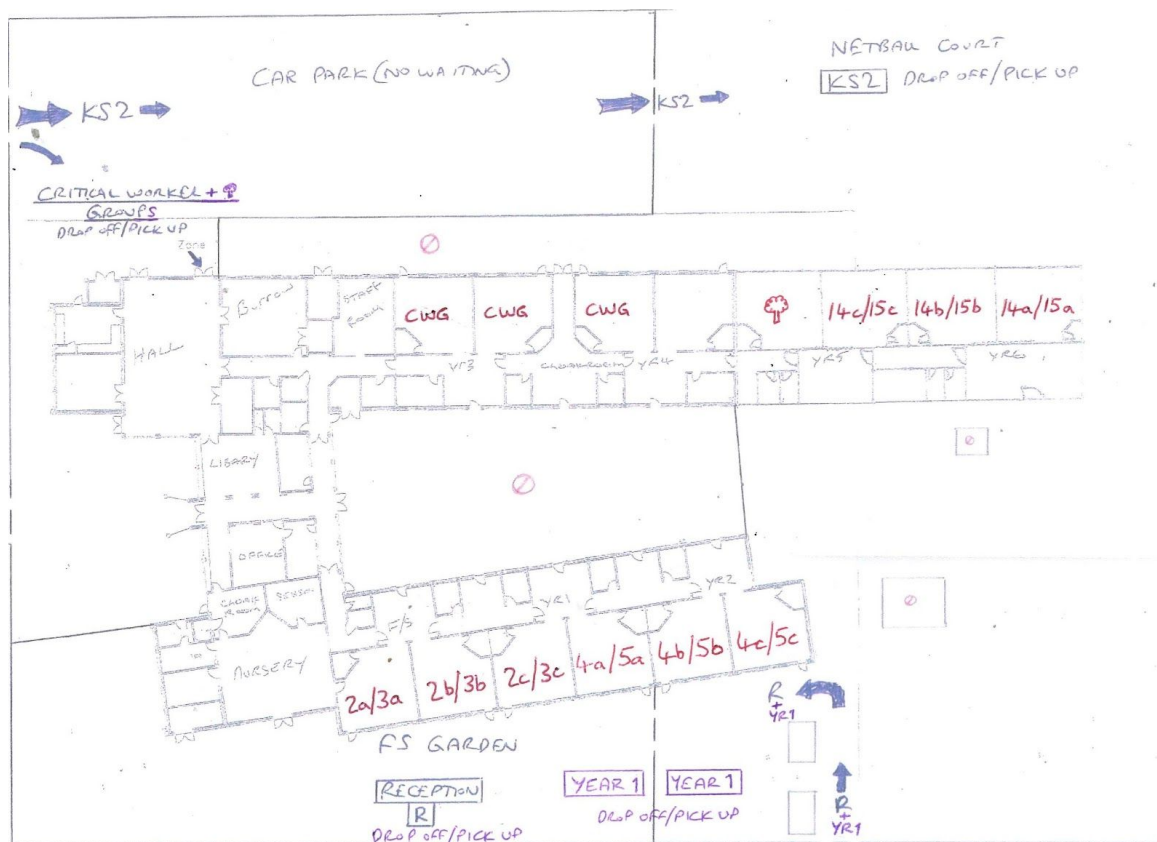 NETBALL COURT
CAR PARK (NO WAITING)
KS2 DROP OFF/PICK UP
KS2
KS2
CRITICAL WORKER +
GROUPS
DROP OFF/PICK UP
Zone
BURROW
STAFF
ROOM
CWG
CWG
CWG
14c/15c
14b/15b
14a/15a
HALL
YR3
YR4
YR5
YR6
LIBARY
OFFICE
NURSERY
F/S
YR1
YR2
2a/3a
2b/3b
2c/3c
4a/5a
4b/5b
4c/5c
R
+
YR1
FS GARDEN
RECEPTION
R
DROP OFF/PICK UP
YEAR 1
YEAR 1
DROP OFF/PICK UP
R
+
YR1